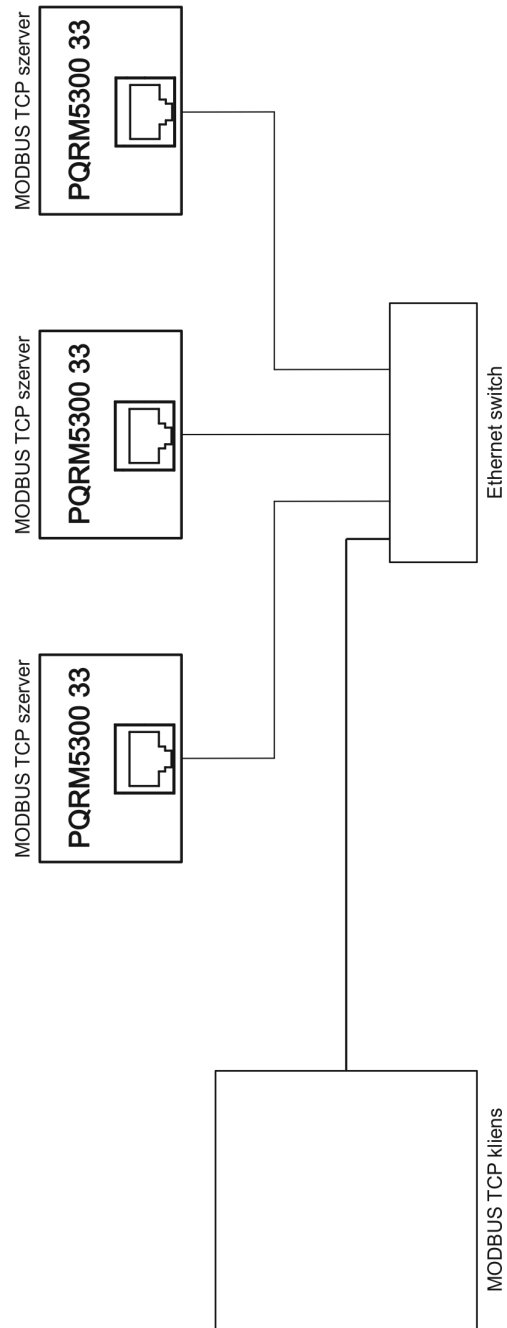 MODBUS TCP szerver
PQRM5300 33
MODBUS TCP szerver
PQRM5300 33
MODBUS TCP szerver
PQRM5300 33
MODBUS TCP kliens
Ethernet switch